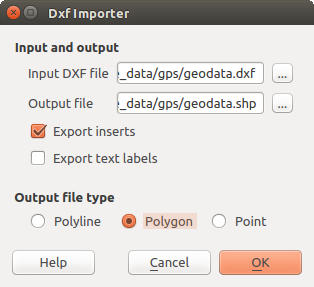 Dxf Importer
Input and output
Input DXF file :_data/gps/geodata.dxf ...
Output file :_data/gps/geodata.shp ...
Export inserts
Export text labels
Output file type
Polyline Polygon Point
Help Cancel OK